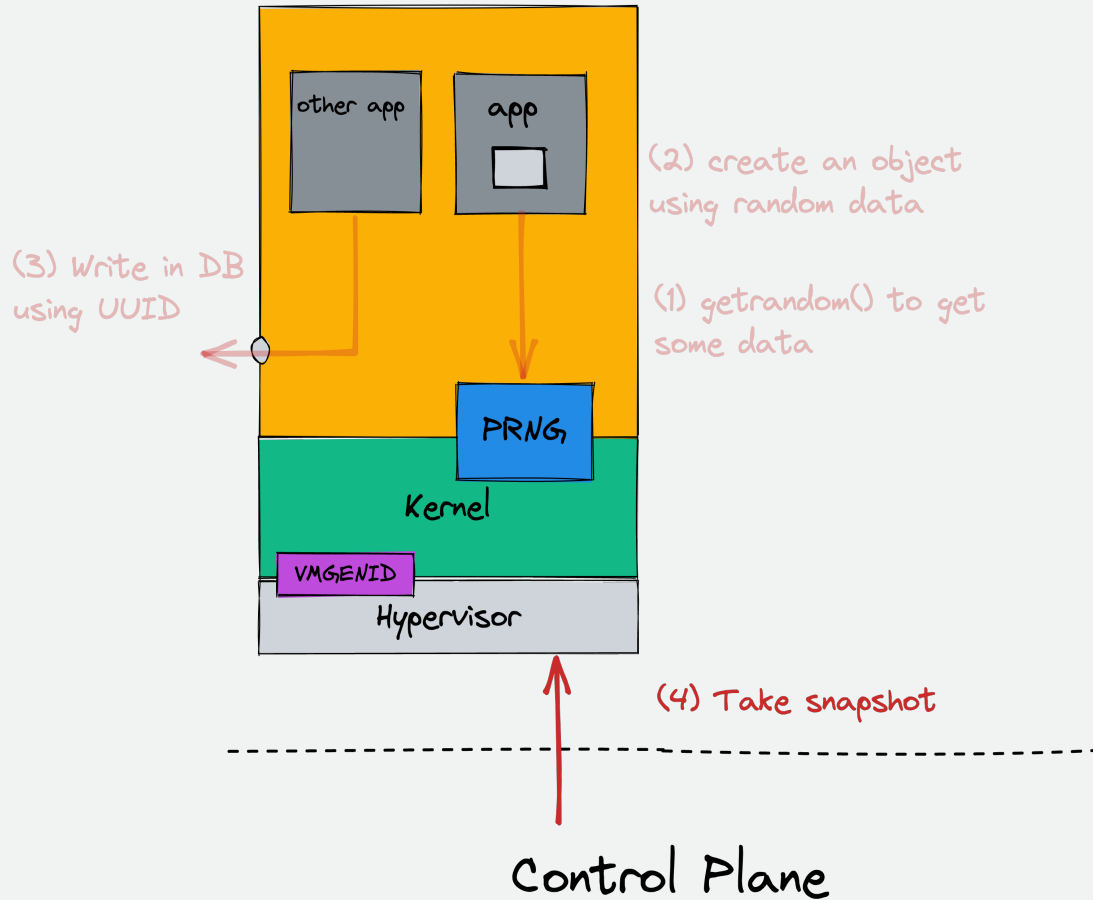 other app
app
(2) create an object
using random data
(3) Write in DB
using UUID
(1) getrandom() to get
some data
PRNG
Kernel
VMGENID
Hypervisor
(4) Take snapshot
Control Plane